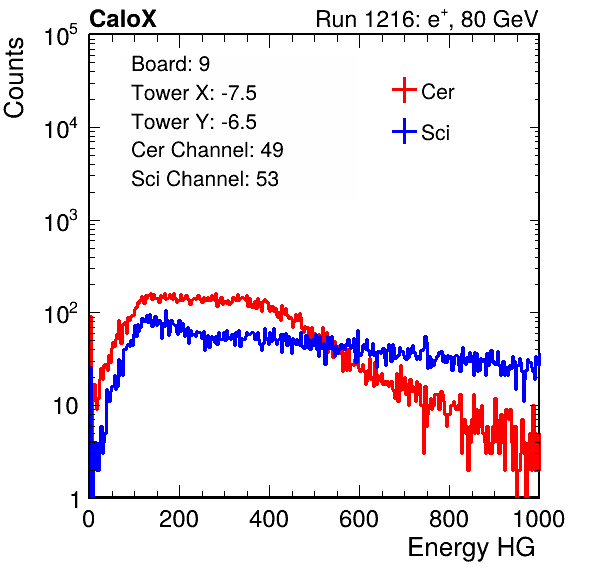 CaloX Run 1216: e⁺, 80 GeV
Counts
10⁵
10⁴
10³
10²
10
1
Board: 9
Tower X: -7.5
Tower Y: -6.5
Cer Channel: 49
Sci Channel: 53
Cer
Sci
0 200 400 600 800 1000
Energy HG